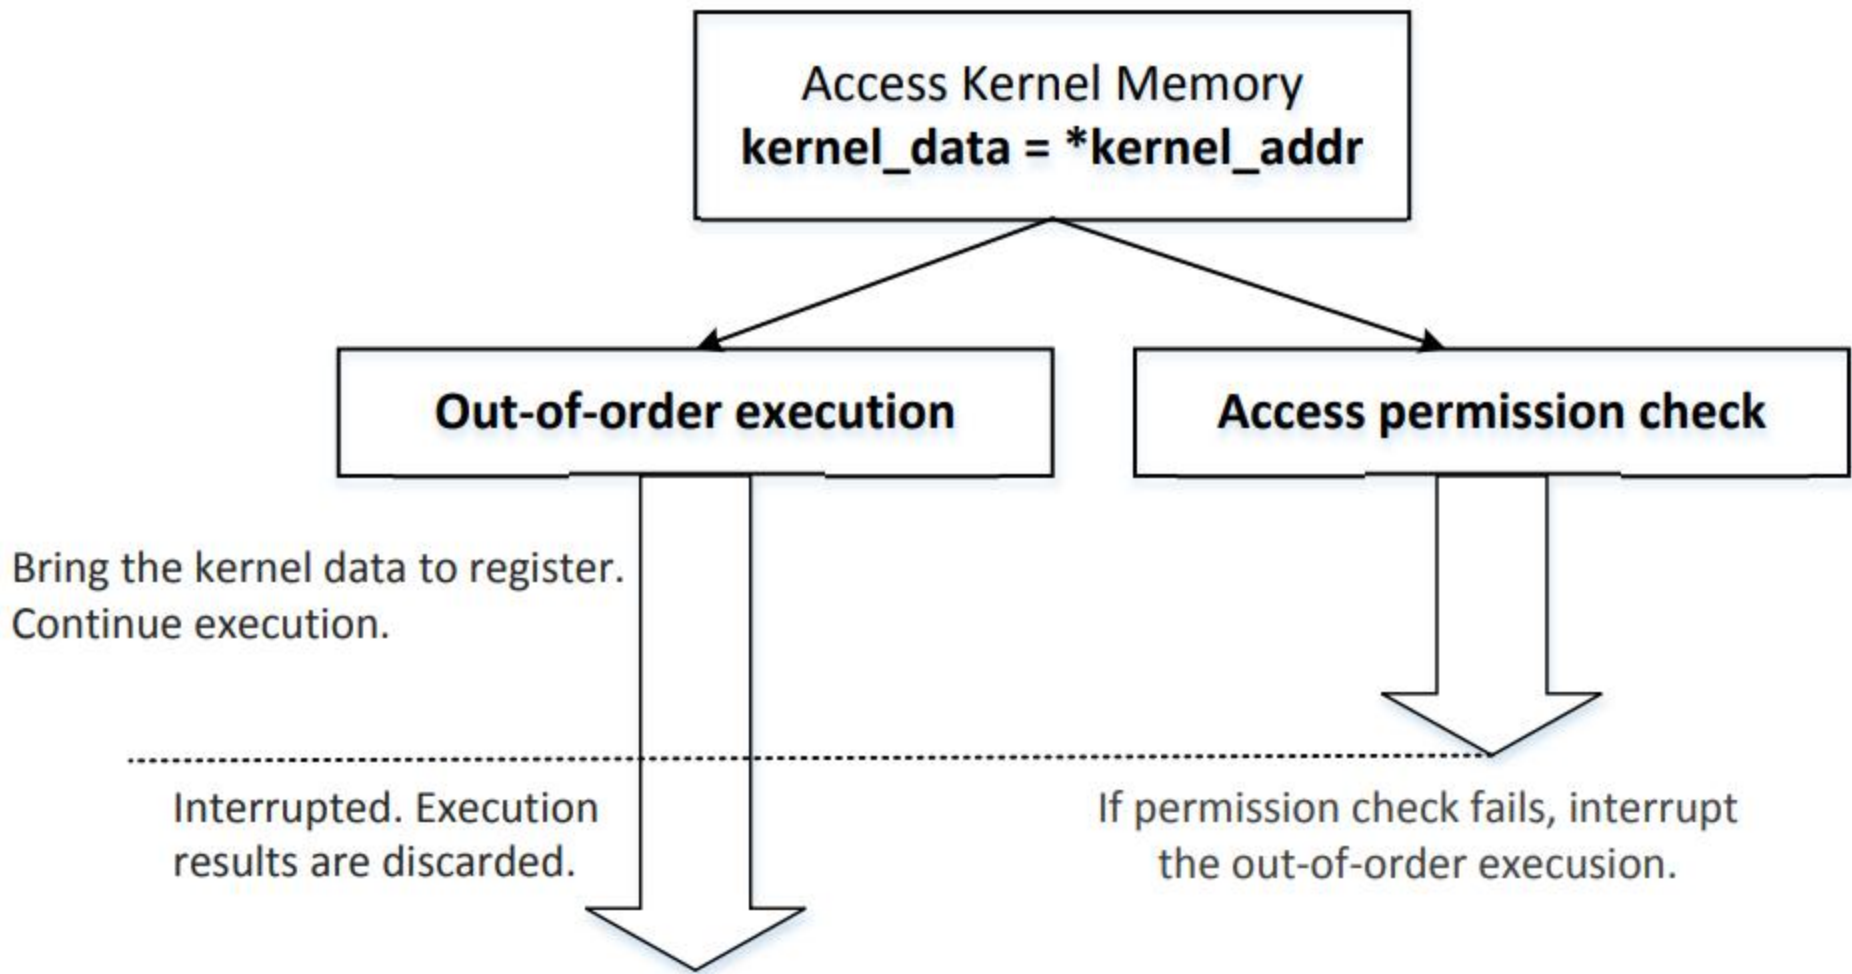 Access Kernel Memory
kernel_data = *kernel_addr
Out-of-order execution
Access permission check
Bring the kernel data to register.
Continue execution.
Interrupted. Execution
results are discarded.
If permission check fails, interrupt
the out-of-order execusion.